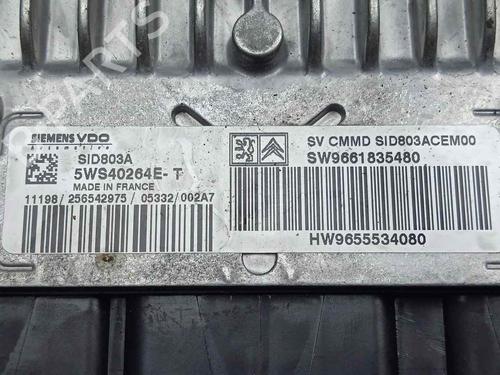 SIEMENS VDO
Automotive
SID803A
5WS40264E-T
MADE IN FRANCE
11198/256542975/05332/002A7
SV CMMD SID803ACEM00
SW9661835480
HW9655534080